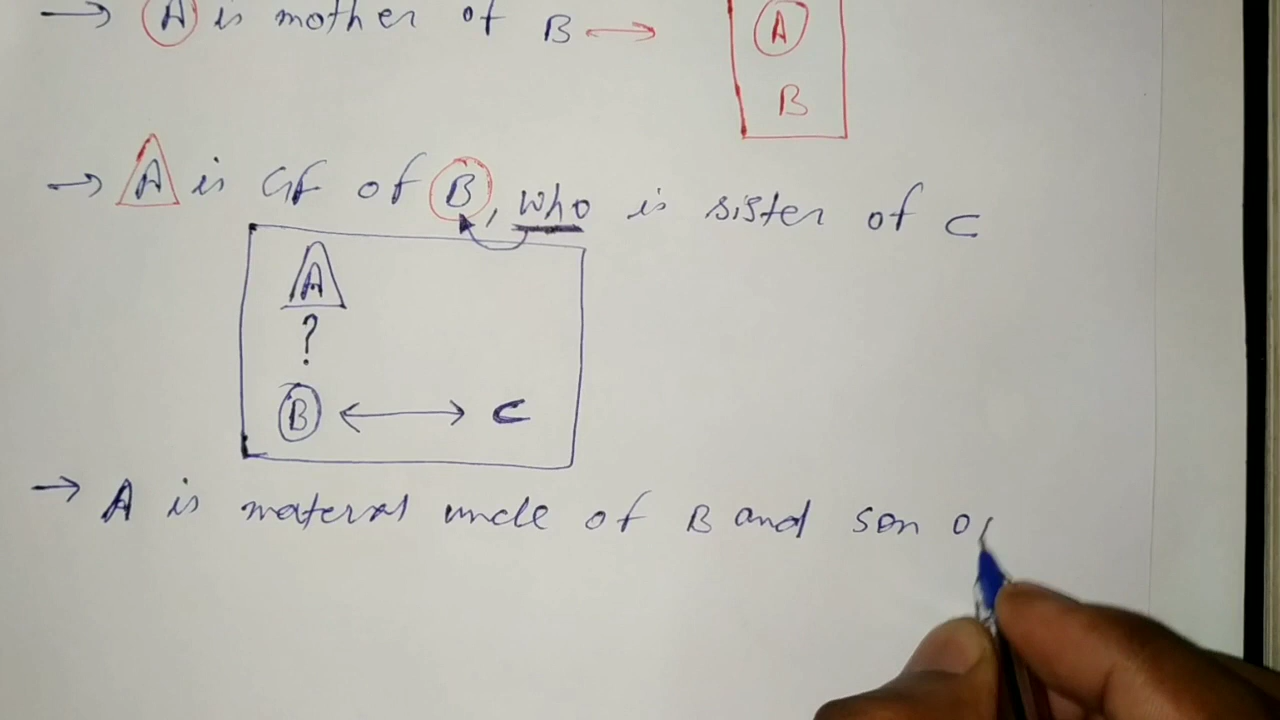 → A is mother of B → A
B
→ A is GF of B, who is sister of C
A
?
B ↔ C
→ A is materal uncle of B and son of